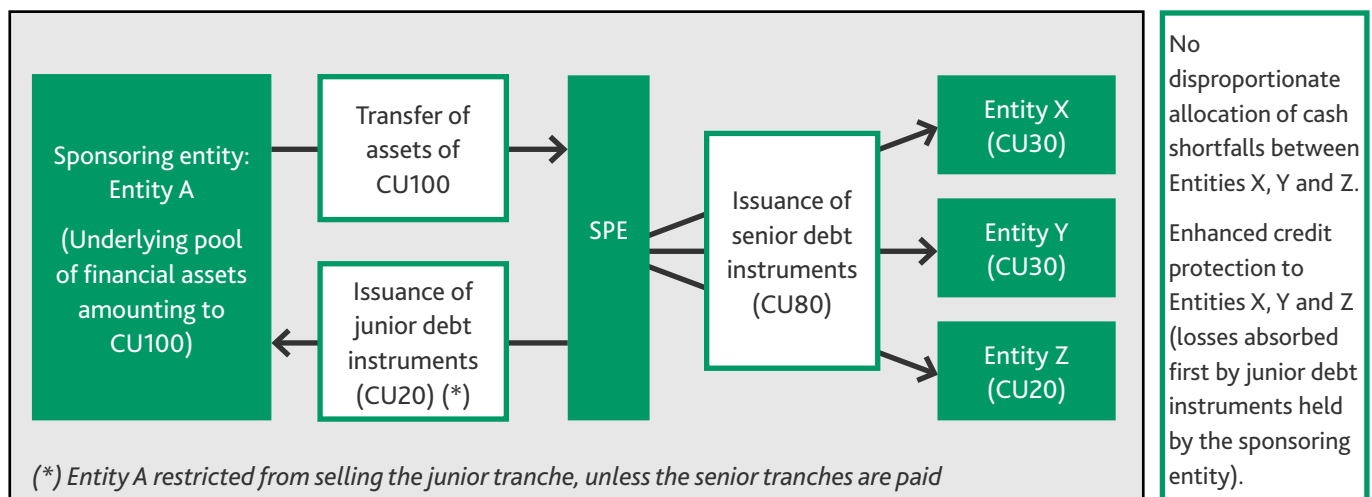 Sponsoring entity:
Entity A
(Underlying pool
of financial assets
amounting to
CU100)
Transfer of
assets of
CU100
Issuance of
junior debt
instruments
(CU20) (*)
SPE
Issuance of
senior debt
instruments
(CU80)
Entity X
(CU30)
Entity Y
(CU30)
Entity Z
(CU20)
(*) Entity A restricted from selling the junior tranche, unless the senior tranches are paid
No
disproportionate
allocation of cash
shortfalls between
Entities X, Y and Z.
Enhanced credit
protection to
Entities X, Y and Z
(losses absorbed
first by junior debt
instruments held
by the sponsoring
entity).